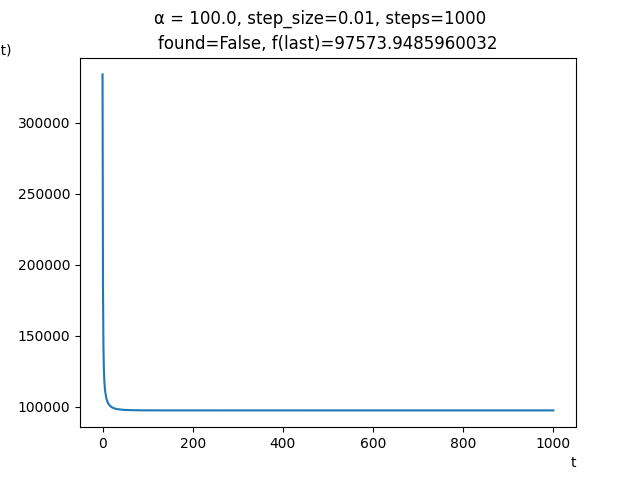 α = 100.0, step_size=0.01, steps=1000
found=False, f(last)=97573.9485960032
t)
300000
250000
200000
150000
100000
0 200 400 600 800 1000
t